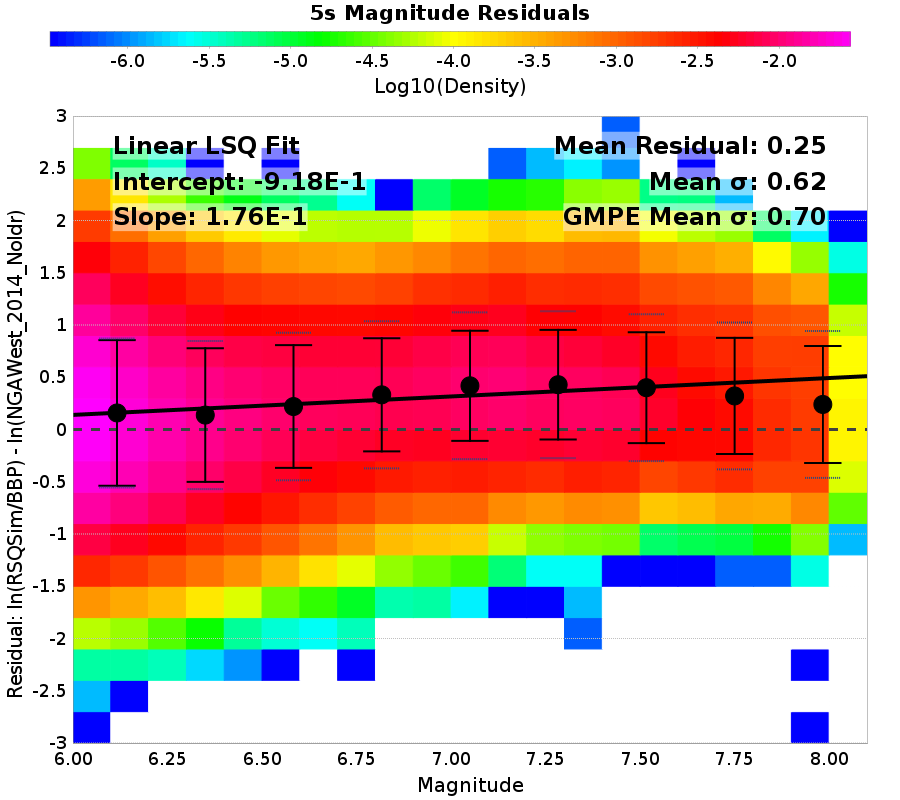 5s Magnitude Residuals
-6.0 -5.5 -5.0 -4.5 -4.0 -3.5 -3.0 -2.5 -2.0
Log10(Density)
Linear LSQ Fit
Intercept: -9.18E-1
Slope: 1.76E-1
Mean Residual: 0.25
Mean σ: 0.62
GMPE Mean σ: 0.70
Residual: ln(RSQSim/BBP) - ln(NGAWest_2014_NoIdr)
3
2.5
2
1.5
1
0.5
0
-0.5
-1
-1.5
-2
-2.5
-3
6.00 6.25 6.50 6.75 7.00 7.25 7.50 7.75 8.00
Magnitude